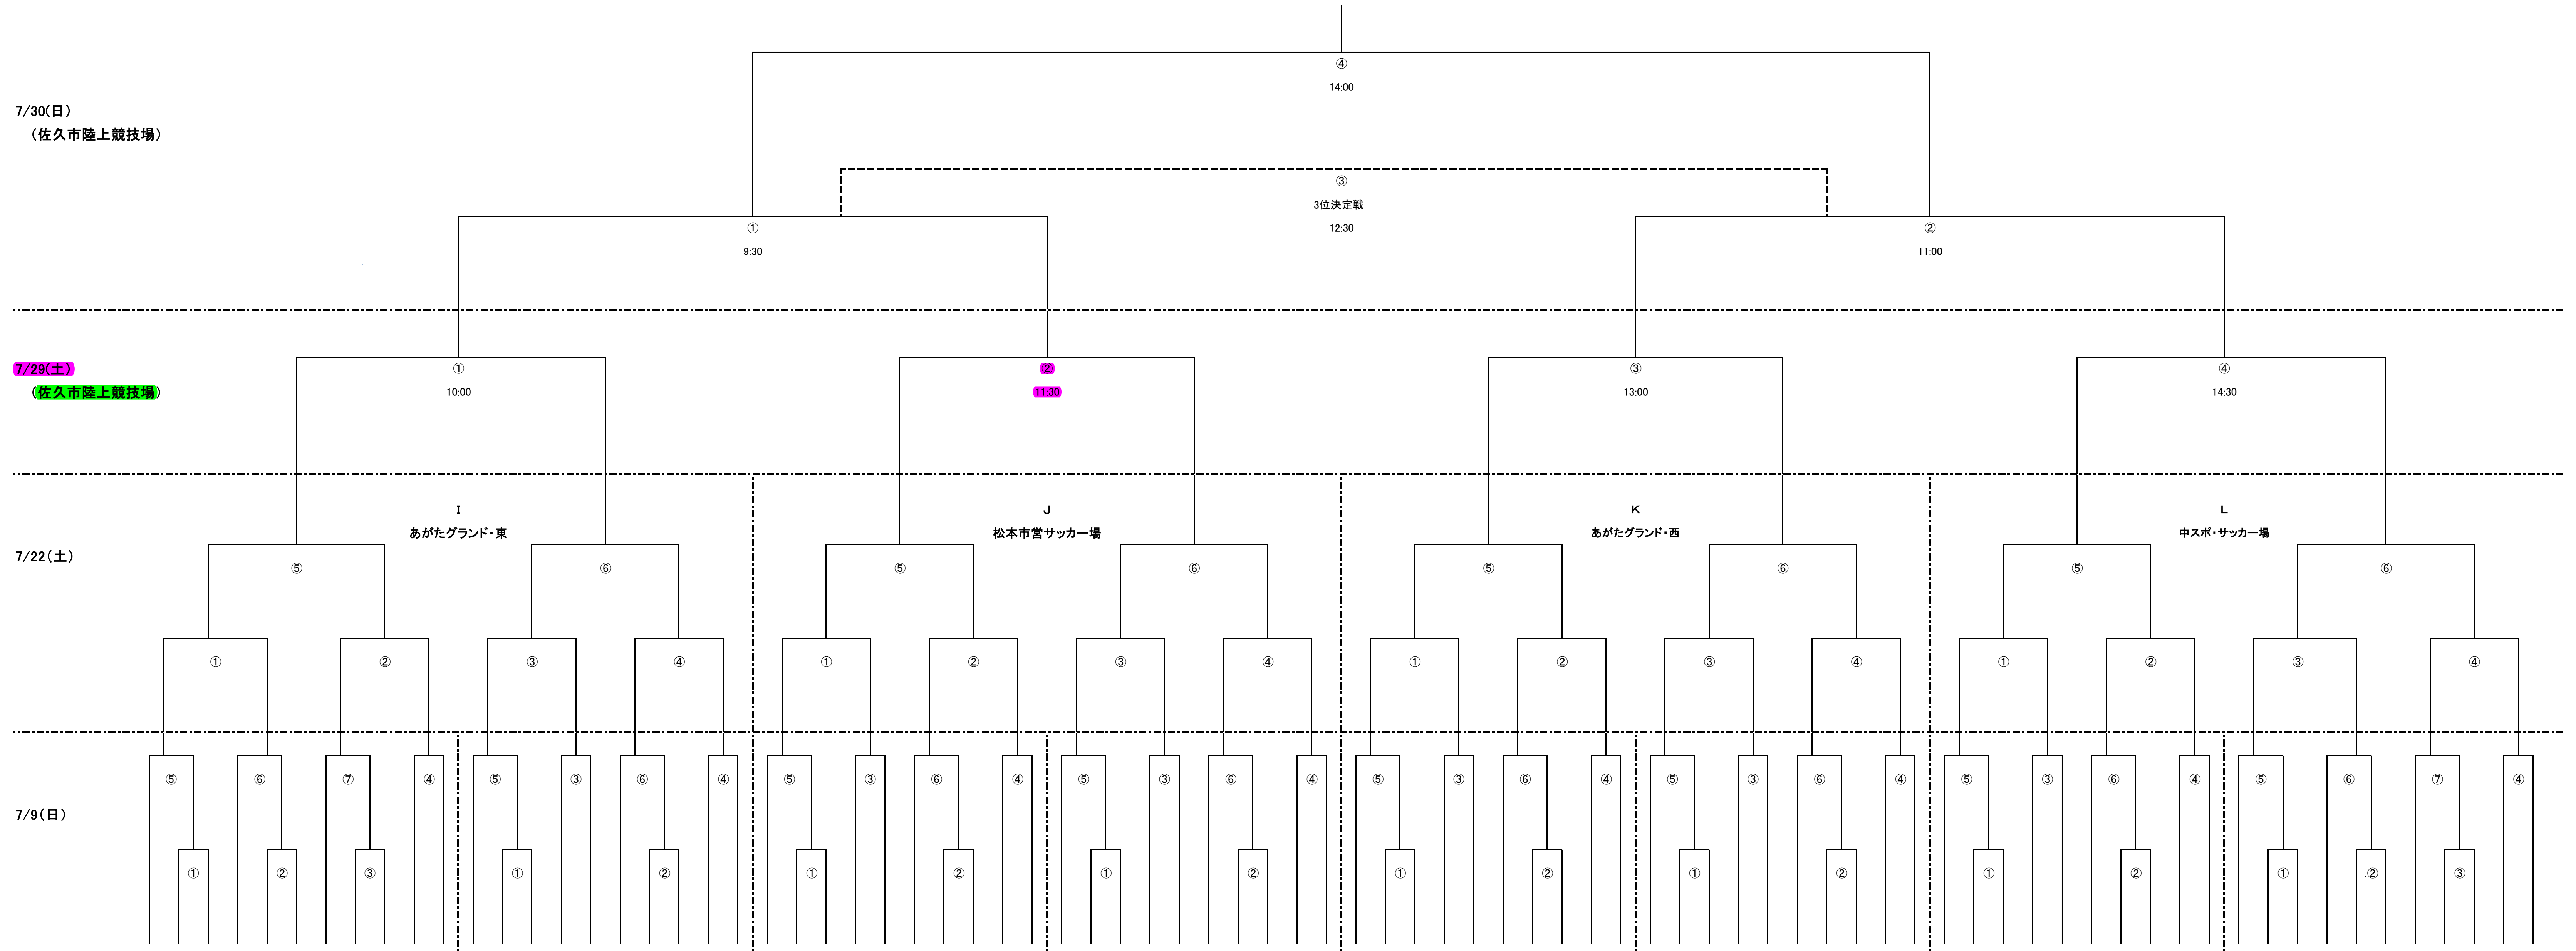 ④
14:00
7/30(日)
(佐久市陸上競技場)
③
3位決定戦
12:30
①
9:30
②
11:00
7/29(土)
(佐久市陸上競技場)
①
10:00
②
11:30
③
13:00
④
14:30
I
あがたグランド・東
J
松本市営サッカー場
K
あがたグランド・西
L
中スポ・サッカー場
7/22(土)
⑤ ⑥ ⑤ ⑥ ⑤ ⑥ ⑤ ⑥
① ② ③ ④ ① ② ③ ④ ① ② ③ ④ ① ② ③ ④
⑤ ⑥ ⑦ ④ ⑤ ③ ⑥ ④ ⑤ ③ ⑥ ④ ⑤ ③ ⑥ ④ ⑤ ③ ⑥ ④ ⑤ ③ ⑥ ④ ⑤ ③ ⑥ ④ ⑤ ⑥ ⑦ ④
7/9(日)
① ② ③ ① ② ① ② ① ② ① ② ① ② ① ② ① .② ③